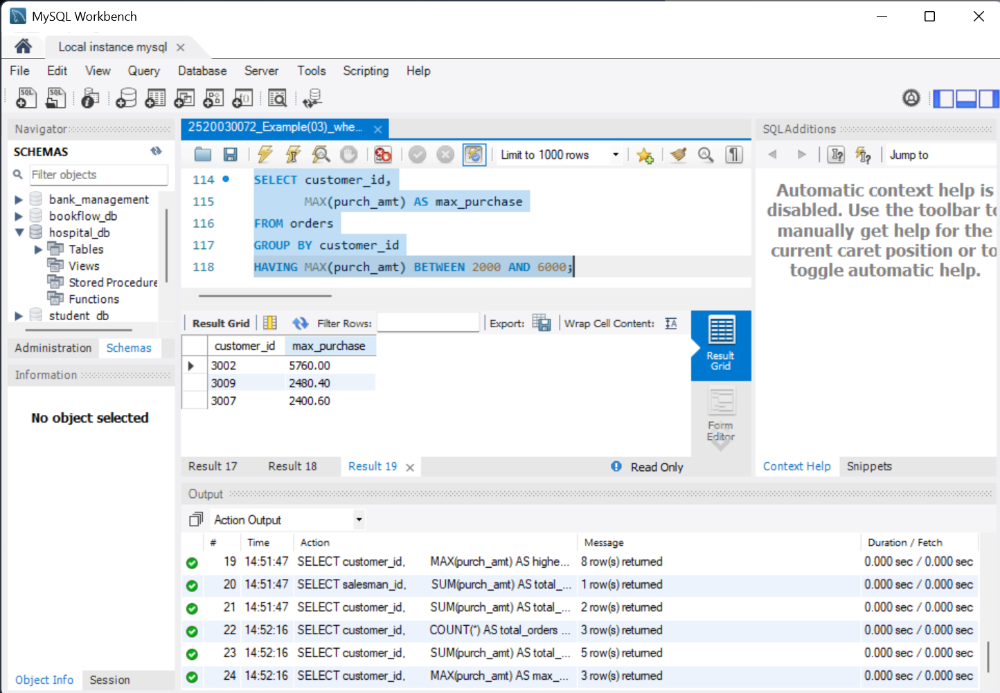 MySQL Workbench
Local instance mysql
File Edit View Query Database Server Tools Scripting Help
Navigator
SCHEMAS
Filter objects
bank_management
bookflow_db
hospital_db
Tables
Views
Stored Procedure
Functions
student_db
Administration Schemas
Information
No object selected
Object Info Session
2520030072_Example(03)_whe...
Limit to 1000 rows
114 SELECT customer_id,
115 MAX(purch_amt) AS max_purchase
116 FROM orders
117 GROUP BY customer_id
118 HAVING MAX(purch_amt) BETWEEN 2000 AND 6000;
Result Grid Filter Rows: Export: Wrap Cell Content:
customer_id max_purchase
3002 5760.00
3009 2480.40
3007 2400.60
Result
Grid
Form
Editor
Result 17 Result 18 Result 19 Read Only
SQLAdditions
Jump to
Automatic context help is
disabled. Use the toolbar to
manually get help for the
current caret position or to
toggle automatic help.
Context Help Snippets
Output
Action Output
# Time Action Message Duration / Fetch
19 14:51:47 SELECT customer_id, MAX(purch_amt) AS highe... 8 row(s) returned 0.000 sec / 0.000 sec
20 14:51:47 SELECT salesman_id, SUM(purch_amt) AS total_... 1 row(s) returned 0.000 sec / 0.000 sec
21 14:51:47 SELECT customer_id, SUM(purch_amt) AS total_... 2 row(s) returned 0.000 sec / 0.000 sec
22 14:52:16 SELECT customer_id, COUNT(*) AS total_orders ... 3 row(s) returned 0.000 sec / 0.000 sec
23 14:52:16 SELECT customer_id, SUM(purch_amt) AS total_... 5 row(s) returned 0.000 sec / 0.000 sec
24 14:52:16 SELECT customer_id, MAX(purch_amt) AS max_... 3 row(s) returned 0.000 sec / 0.000 sec